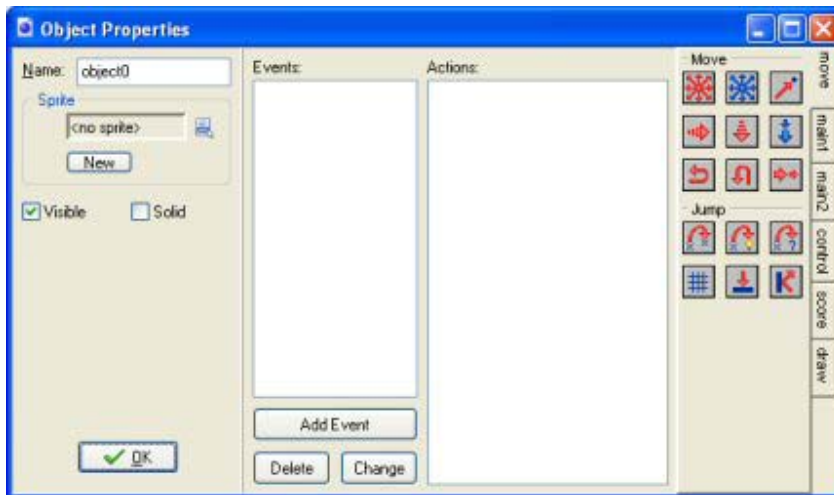 Object Properties
Name: object0
Sprite
<no sprite>
New
Visible Solid
OK
Events:
Add Event
Delete Change
Actions:
Move
Jump
move
main1
main2
control
score
draw